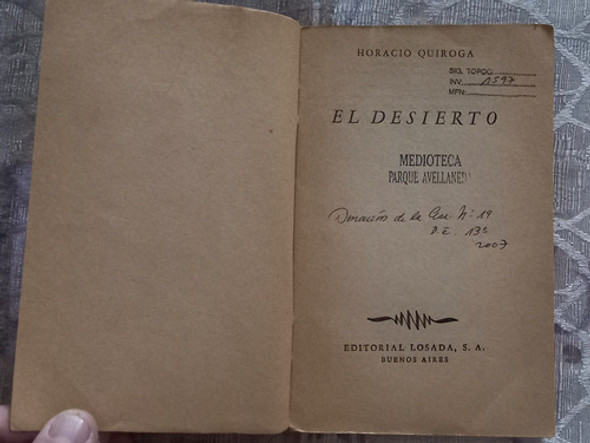 HORACIO QUIROGA
SIG. TOPOG:
INV: 1597
MFN:
EL DESIERTO
MEDIOTECA
PARQUE AVELLANEDA
Donación de la Esc Nº 19
D.E. 13º
2007
EDITORIAL LOSADA, S. A.
BUENOS AIRES